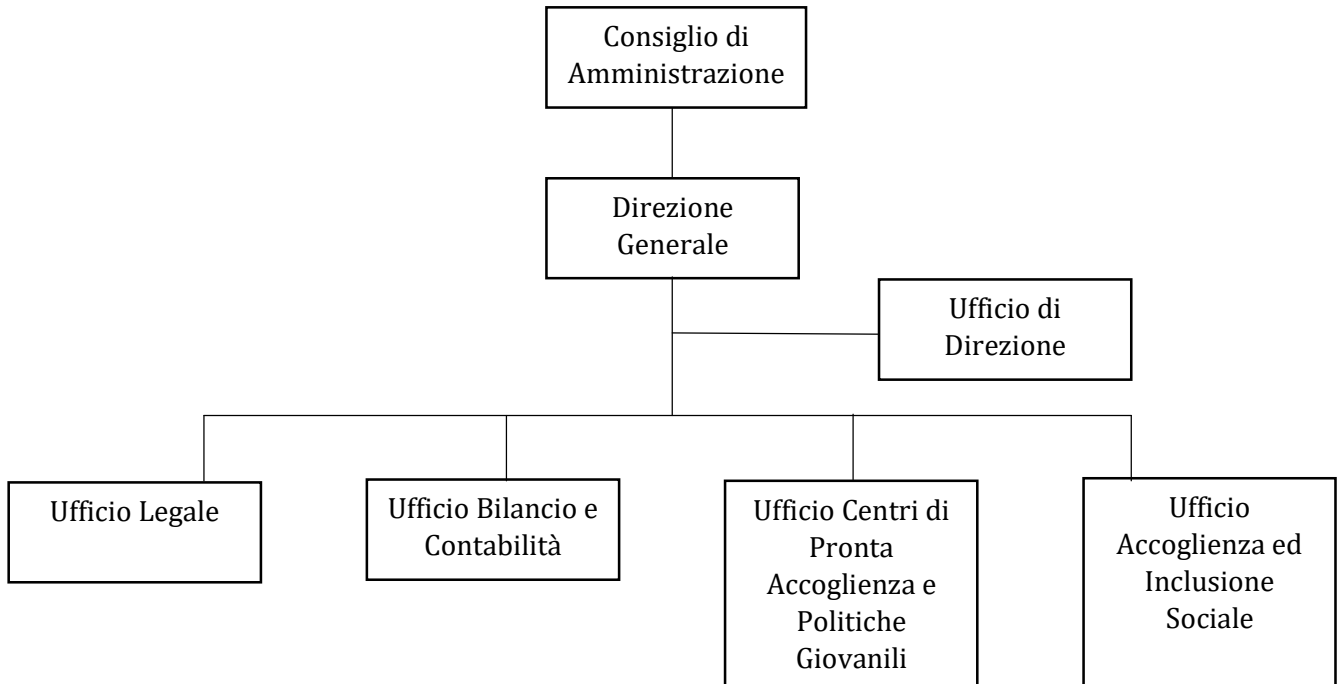 Consiglio di
Amministrazione
Direzione
Generale
Ufficio di
Direzione
Ufficio Legale
Ufficio Bilancio e
Contabilità
Ufficio Centri di
Pronta
Accoglienza e
Politiche
Giovanili
Ufficio
Accoglienza ed
Inclusione
Sociale